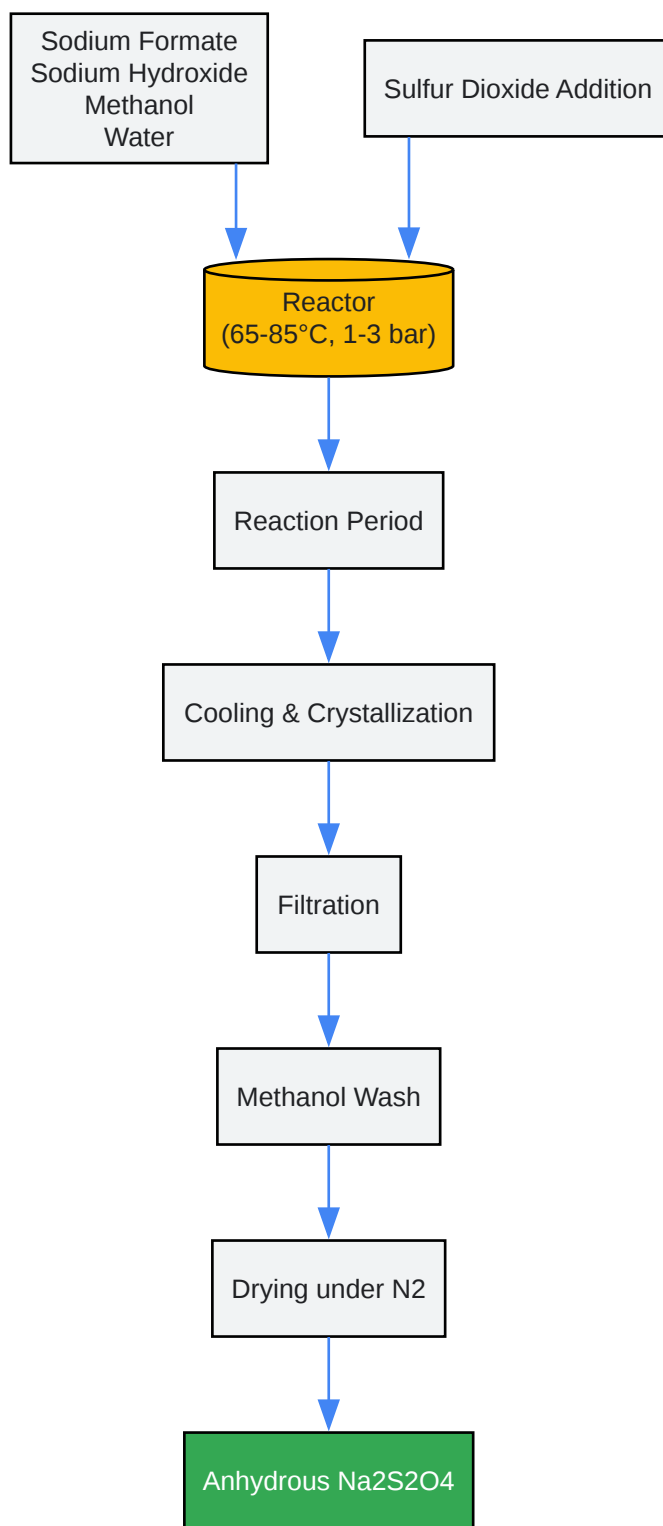 Sodium Formate
Sodium Hydroxide
Methanol
Water
Sulfur Dioxide Addition
Reactor
(65-85°C, 1-3 bar)
Reaction Period
Cooling & Crystallization
Filtration
Methanol Wash
Drying under N2
Anhydrous Na2S2O4